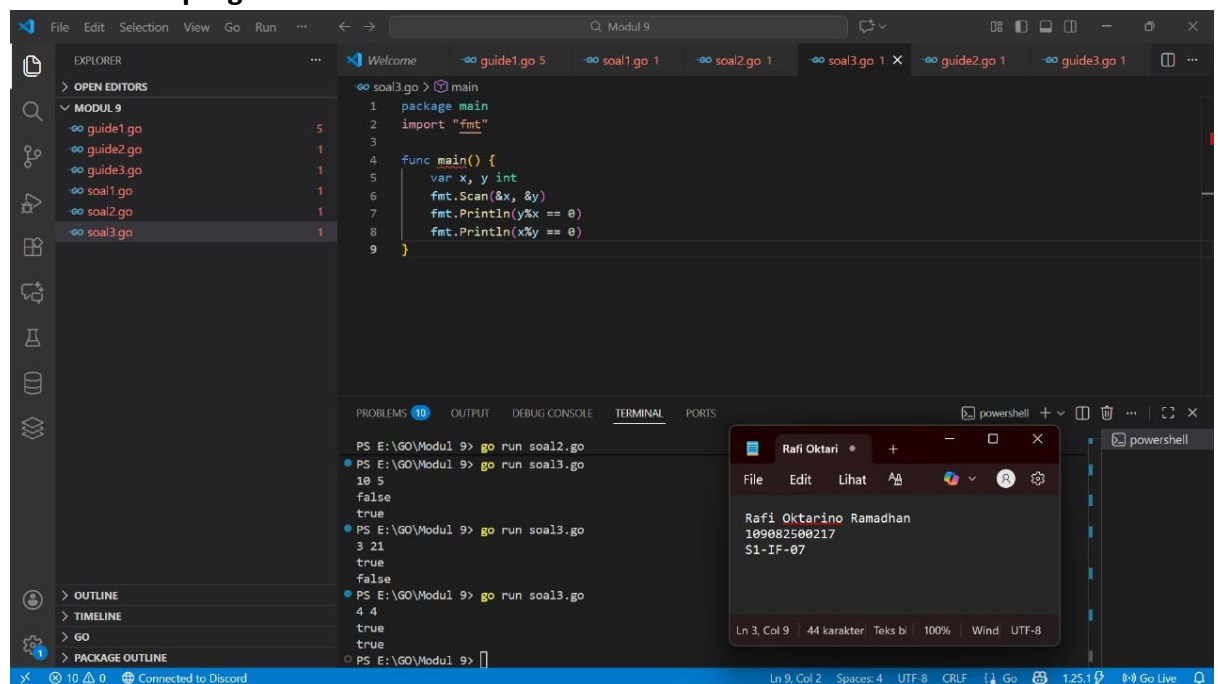 File Edit Selection View Go Run ··· Modul 9
EXPLORER ···
Welcome guide1.go 5 soal1.go 1 soal2.go 1 soal3.go 1 guide2.go 1 guide3.go 1 ···
> OPEN EDITORS
MODUL 9
guide1.go 5
guide2.go 1
guide3.go 1
soal1.go 1
soal2.go 1
soal3.go 1
soal3.go > main
1 package main
2 import "fmt"
3
4 func main() {
5 var x, y int
6 fmt.Scan(&x, &y)
7 fmt.Println(y%x == 0)
8 fmt.Println(x%y == 0)
9 }
PROBLEMS 10 OUTPUT DEBUG CONSOLE TERMINAL PORTS powershell
PS E:\GO\Modul 9> go run soal2.go
PS E:\GO\Modul 9> go run soal3.go
10 5
false
true
PS E:\GO\Modul 9> go run soal3.go
3 21
true
false
PS E:\GO\Modul 9> go run soal3.go
4 4
true
true
PS E:\GO\Modul 9>
powershell
Rafi Oktari
File Edit Lihat
Rafi Oktarino Ramadhan
109082500217
S1-IF-07
Ln 3, Col 9 44 karakter Teks bi 100% Wind UTF-8
> OUTLINE
> TIMELINE
> GO
> PACKAGE OUTLINE
10 0 Connected to Discord Ln 9, Col 2 Spaces: 4 UTF-8 CRLF Go 1.25.1 Go Live